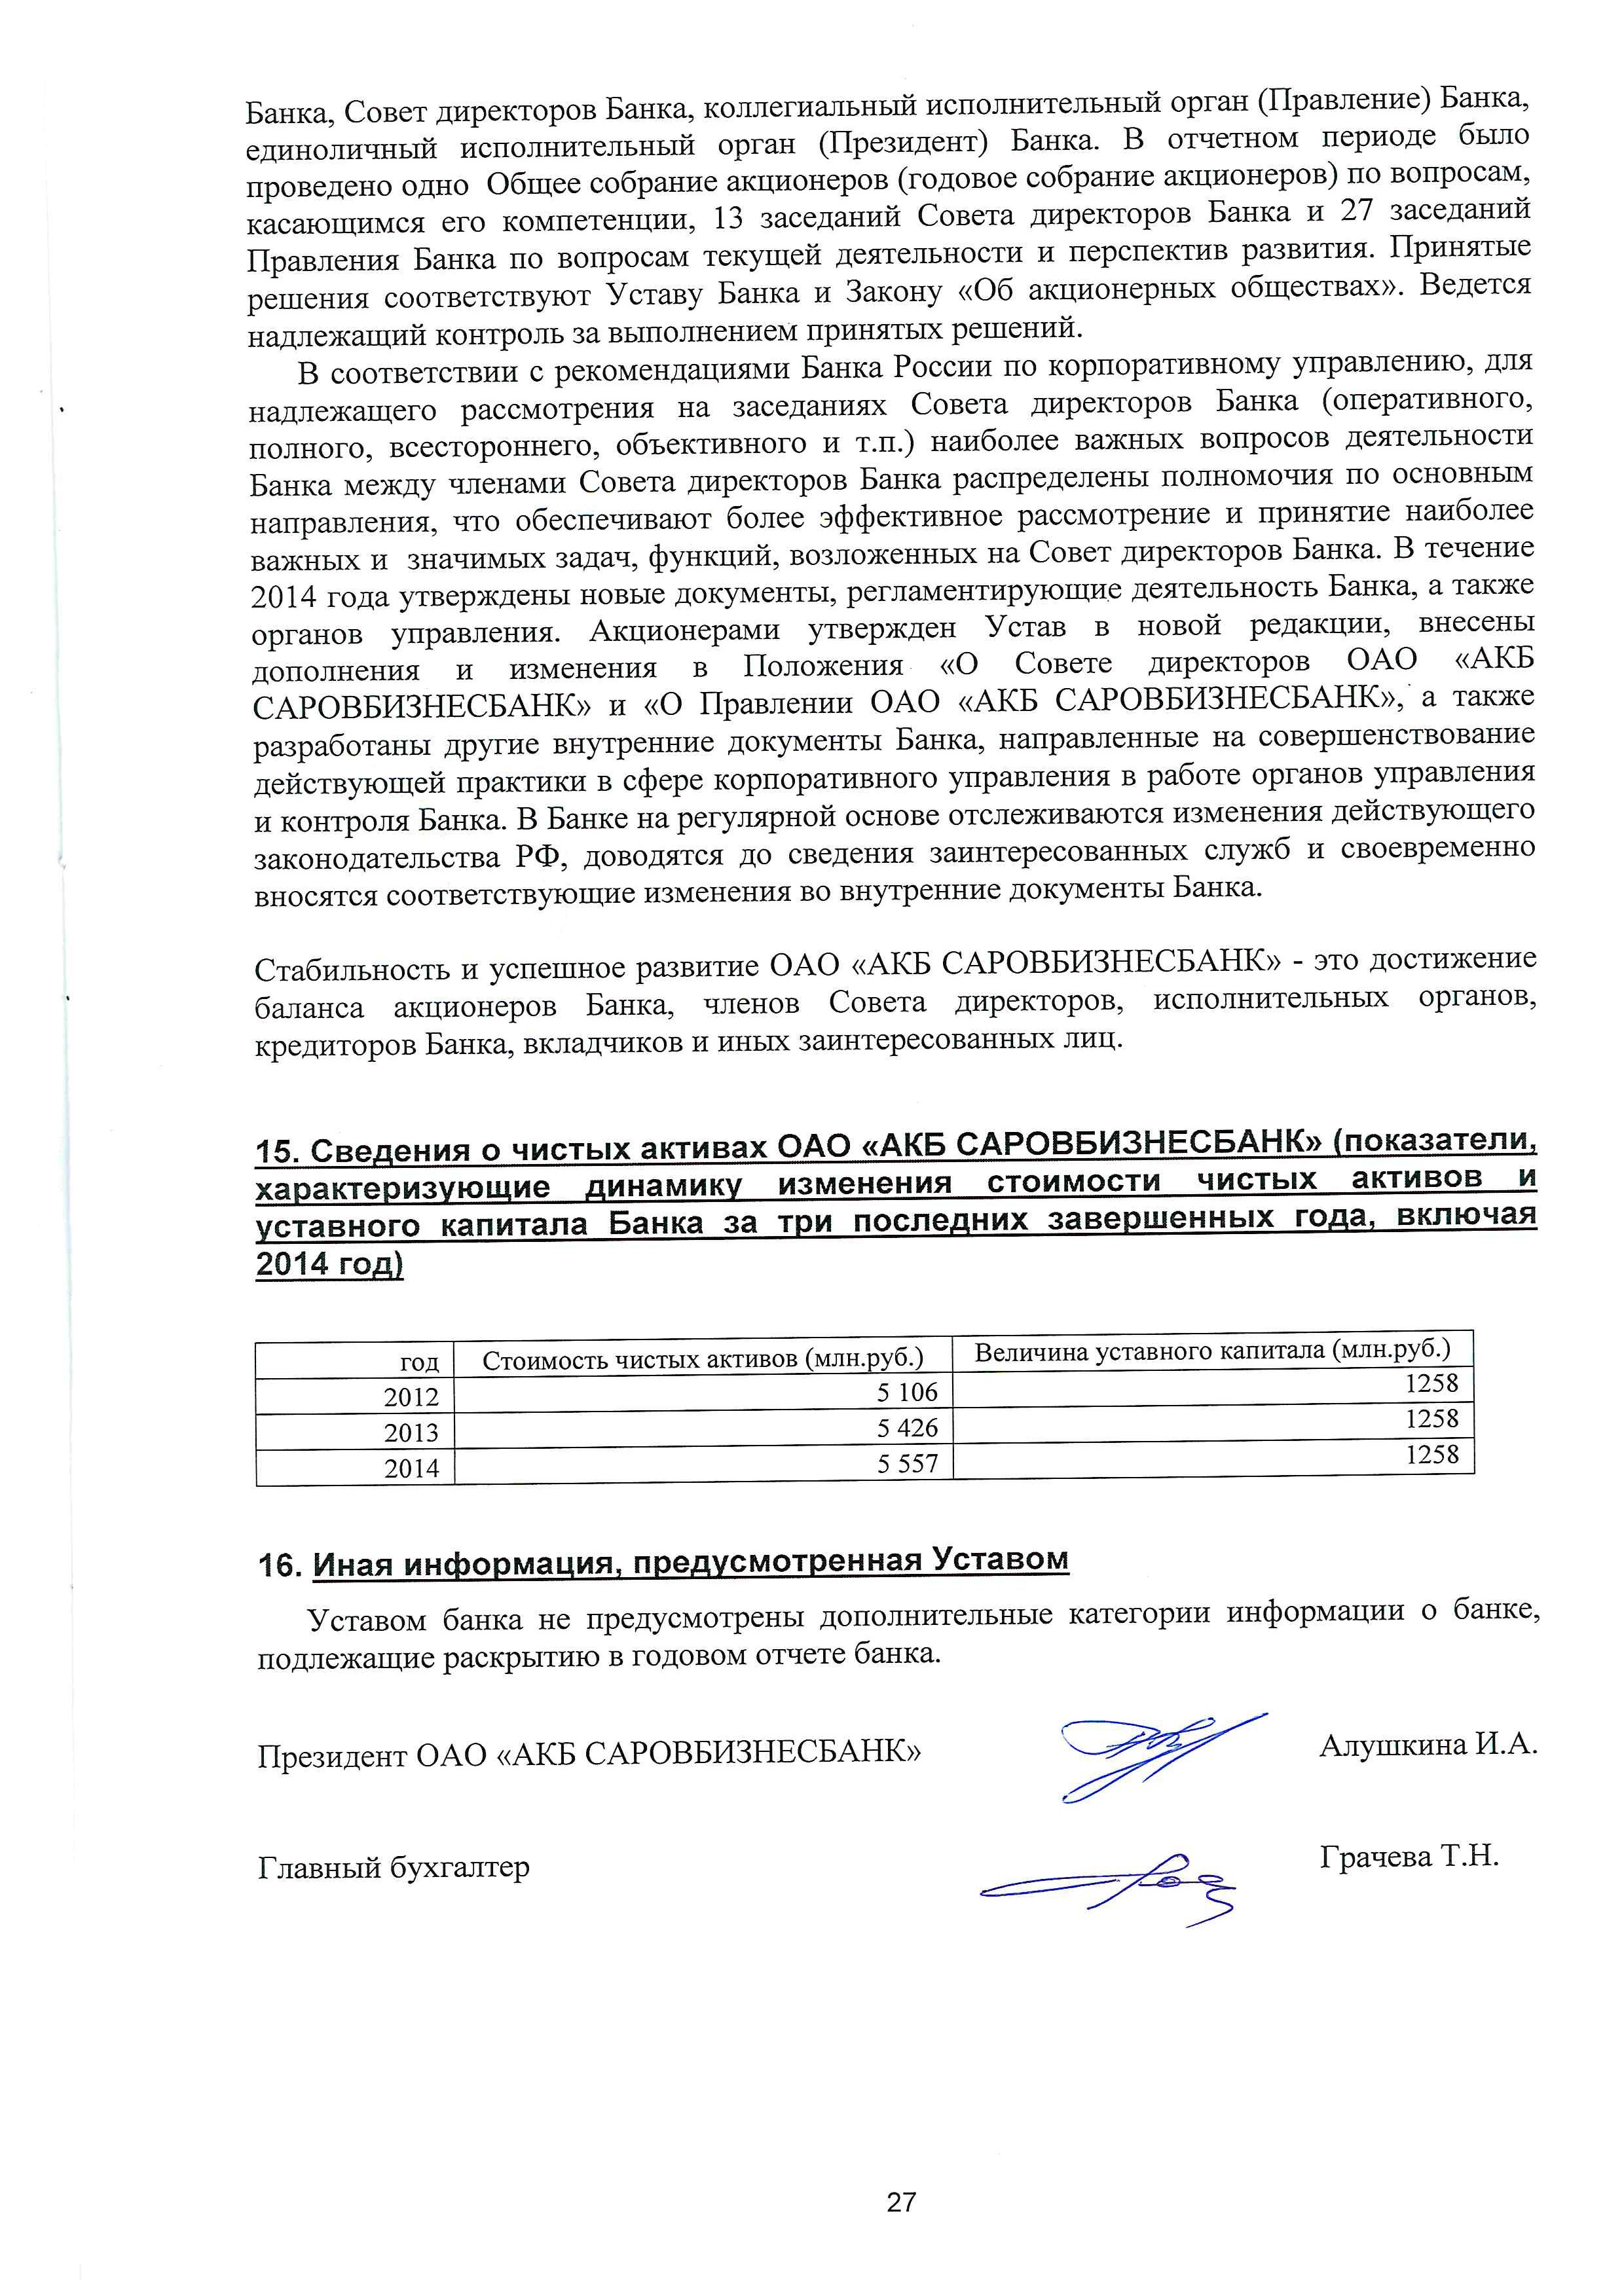 Банка, Совет директоров Банка, коллегиальный исполнительный орган (Правление) Банка,
единоличный исполнительный орган (Президент) Банка. В отчетном периоде было
проведено одно Общее собрание акционеров (годовое собрание акционеров) по вопросам,
касающимся его компетенции, 13 заседаний Совета директоров Банка и 27 заседаний
Правления Банка по вопросам текущей деятельности и перспектив развития. Принятые
решения соответствуют Уставу Банка и Закону «Об акционерных обществах». Ведется
надлежащий контроль за выполнением принятых решений.
В соответствии с рекомендациями Банка России по корпоративному управлению, для
надлежащего рассмотрения на заседаниях Совета директоров Банка (оперативного,
полного, всестороннего, объективного и т.п.) наиболее важных вопросов деятельности
Банка между членами Совета директоров Банка распределены полномочия по основным
направления, что обеспечивают более эффективное рассмотрение и принятие наиболее
важных и значимых задач, функций, возложенных на Совет директоров Банка. В течение
2014 года утверждены новые документы, регламентирующие деятельность Банка, а также
органов управления. Акционерами утвержден Устав в новой редакции, внесены
дополнения и изменения в Положения «О Совете директоров ОАО «АКБ
САРОВБИЗНЕСБАНК» и «О Правлении ОАО «АКБ САРОВБИЗНЕСБАНК», а также
разработаны другие внутренние документы Банка, направленные на совершенствование
действующей практики в сфере корпоративного управления в работе органов управления
и контроля Банка. В Банке на регулярной основе отслеживаются изменения действующего
законодательства РФ, доводятся до сведения заинтересованных служб и своевременно
вносятся соответствующие изменения во внутренние документы Банка.
Стабильность и успешное развитие ОАО «АКБ САРОВБИЗНЕСБАНК» - это достижение
баланса акционеров Банка, членов Совета директоров, исполнительных органов,
кредиторов Банка, вкладчиков и иных заинтересованных лиц.
15. Сведения о чистых активах ОАО «АКБ САРОВБИЗНЕСБАНК» (показатели,
характеризующие динамику изменения стоимости чистых активов и
уставного капитала Банка за три последних завершенных года, включая
2014 год)
год Стоимость чистых активов (млн.руб.) Величина уставного капитала (млн.руб.)
2012 5 106 1258
2013 5 426 1258
2014 5 557 1258
16. Иная информация, предусмотренная Уставом
Уставом банка не предусмотрены дополнительные категории информации о банке,
подлежащие раскрытию в годовом отчете банка.
Президент ОАО «АКБ САРОВБИЗНЕСБАНК» Алушкина И.А.
Главный бухгалтер Грачева Т.Н.
27